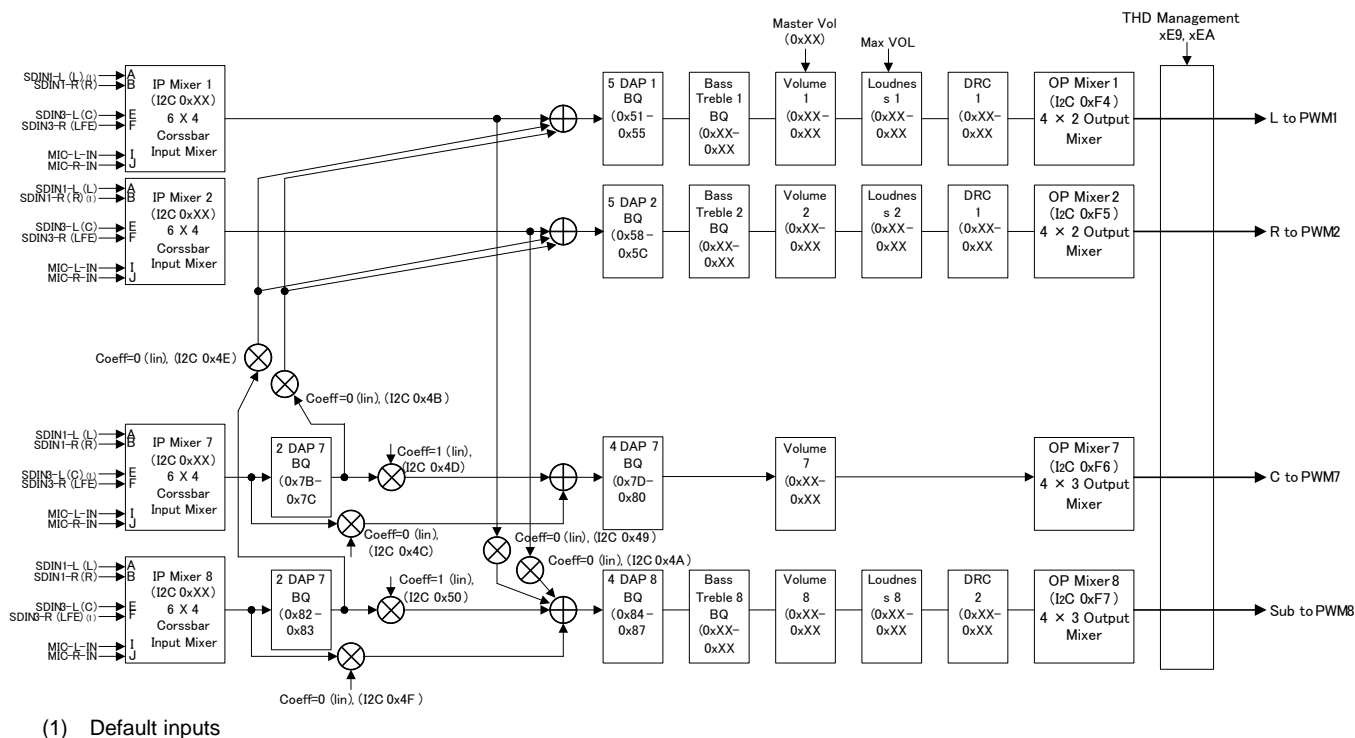 Master Vol
(0xXX)
Max VOL
THD Management
xE9, xEA
SDIN1-L (L) (1)
SDIN1-R (R)
SDIN3-L (C)
SDIN3-R (LFE)
MIC-L-IN
MIC-R-IN
A
B
E
F
I
J
IP Mixer 1
(I2C 0xXX)
6 X 4
Corssbar
Input Mixer
5 DAP 1
BQ
(0x51-
0x55
Bass
Treble 1
BQ
(0xXX-
0xXX
Volume
1
(0xXX-
0xXX
Loudnes
s 1
(0xXX-
0xXX
DRC
1
(0xXX-
0xXX
OP Mixer 1
(I2C 0xF4)
4 × 2 Output
Mixer
L to PWM1
SDIN1-L (L)
SDIN1-R (R) (1)
SDIN3-L (C)
SDIN3-R (LFE)
MIC-L-IN
MIC-R-IN
A
B
E
F
I
J
IP Mixer 2
(I2C 0xXX)
6 X 4
Corssbar
Input Mixer
5 DAP 2
BQ
(0x58-
0x5C
Bass
Treble 2
BQ
(0xXX-
0xXX
Volume
2
(0xXX-
0xXX
Loudnes
s 2
(0xXX-
0xXX
DRC
1
(0xXX-
0xXX
OP Mixer2
(I2C 0xF5)
4 × 2 Output
Mixer
R to PWM2
Coeff=0 (lin), (I2C 0x4E)
Coeff=0 (lin), (I2C 0x4B)
SDIN1-L (L)
SDIN1-R (R)
SDIN3-L (C) (1)
SDIN3-R (LFE)
MIC-L-IN
MIC-R-IN
A
B
E
F
I
J
IP Mixer 7
(I2C 0xXX)
6 X 4
Corssbar
Input Mixer
2 DAP 7
BQ
(0x7B-
0x7C
Coeff=1 (lin),
(I2C 0x4D)
Coeff=0 (lin),
(I2C 0x4C)
4 DAP 7
BQ
(0x7D-
0x80
Volume
7
(0xXX-
0xXX
OP Mixer 7
(I2C 0xF6)
4 × 3 Output
Mixer
C to PWM7
Coeff=0 (lin), (I2C 0x49)
Coeff=0 (lin), (I2C 0x4A)
SDIN1-L (L)
SDIN1-R (R)
SDIN3-L (C)
SDIN3-R (LFE) (1)
MIC-L-IN
MIC-R-IN
A
B
E
F
I
J
IP Mixer 8
(I2C 0xXX)
6 X 4
Corssbar
Input Mixer
2 DAP 7
BQ
(0x82-
0x83
Coeff=1 (lin),
(I2C 0x50)
Coeff=0 (lin), (I2C 0x4F)
4 DAP 8
BQ
(0x84-
0x87
Bass
Treble 8
BQ
(0xXX-
0xXX
Volume
8
(0xXX-
0xXX
Loudnes
s 8
(0xXX-
0xXX
DRC
2
(0xXX-
0xXX
OP Mixer8
(I2C 0xF7)
4 × 3 Output
Mixer
Sub to PWM8
(1) Default inputs